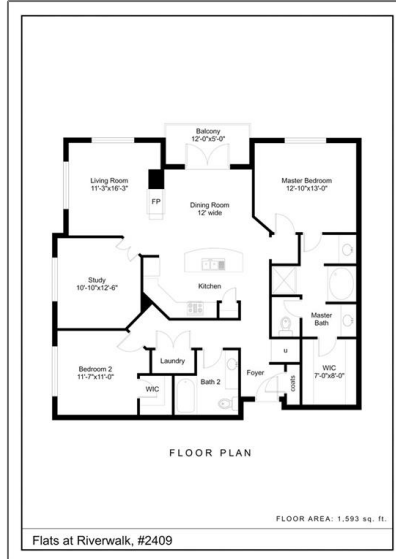 Balcony
12'-0"x5'-0"
Living Room
11'-3"x16'-3"
Master Bedroom
12'-10"x13'-0"
FP
Dining Room
12' wide
Study
10'-10"x12'-6"
Kitchen
Master
Bath
Laundry
U
Bedroom 2
11'-7"x11'-0"
WIC
Bath 2
Foyer
coats
WIC
7'-0"x8'-0"
FLOOR PLAN
FLOOR AREA: 1,593 sq. ft.
Flats at Riverwalk, #2409